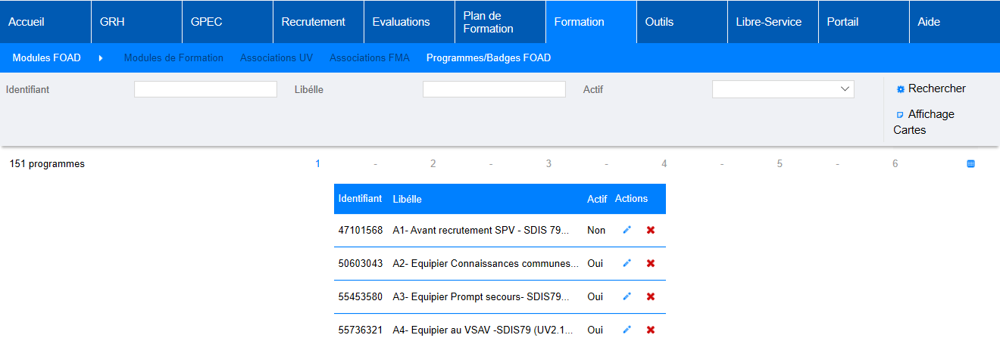 Accueil GRH GPEC Recrutement Evaluations Plan de Formation Formation Outils Libre-Service Portail Aide
Modules FOAD Modules de Formation Associations UV Associations FMA Programmes/Badges FOAD
Identifiant Libélle Actif Rechercher
Affichage Cartes
151 programmes 1 - 2 - 3 - 4 - 5 - 6
Identifiant Libélle Actif Actions
47101568 A1- Avant recrutement SPV - SDIS 79... Non
50603043 A2- Equipier Connaissances communes... Oui
55453580 A3- Equipier Prompt secours- SDIS79... Oui
55736321 A4- Equipier au VSAV -SDIS79 (UV2.1... Oui